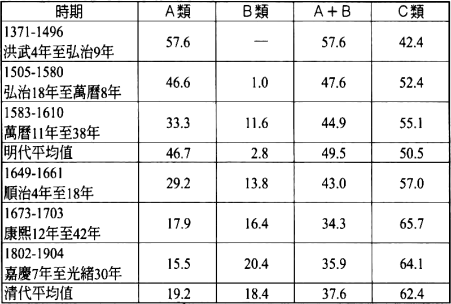 時期 A類 B類 A+B C類
1371-1496
洪武4年至弘治9年 57.6 — 57.6 42.4
1505-1580
弘治18年至萬曆8年 46.6 1.0 47.6 52.4
1583-1610
萬曆11年至38年 33.3 11.6 44.9 55.1
明代平均值 46.7 2.8 49.5 50.5
1649-1661
順治4年至18年 29.2 13.8 43.0 57.0
1673-1703
康熙12年至42年 17.9 16.4 34.3 65.7
1802-1904
嘉慶7年至光緒30年 15.5 20.4 35.9 64.1
清代平均值 19.2 18.4 37.6 62.4